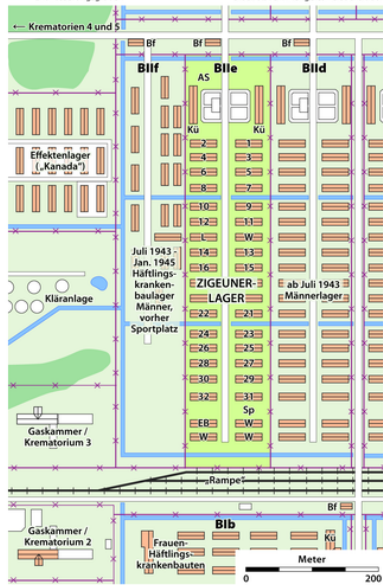 ← Krematorien 4 und 5
Bf
Bf
Bf
BIIf
BIIe
BIId
AS
Kü
Kü
2
1
4
3
6
5
8
7
Effektenlager
(„Kanada")
10
9
12
11
L
W
14
13
16
15
Juli 1943 -
Jan. 1945
Häftlings-
kranken-
baulager
Männer,
vorher
Sportplatz
ZIGEUNER-
LAGER
ab Juli 1943
Männerlager
Kläranlage
22
21
24
23
26
25
28
27
30
29
32
31
Sp
EB
W
W
W
Gaskammer/
Krematorium 3
„Rampe"
Bf
Gaskammer /
Krematorium 2
BIb
Kü
Frauen-
Häftlings-
krankenbauten
Meter
0